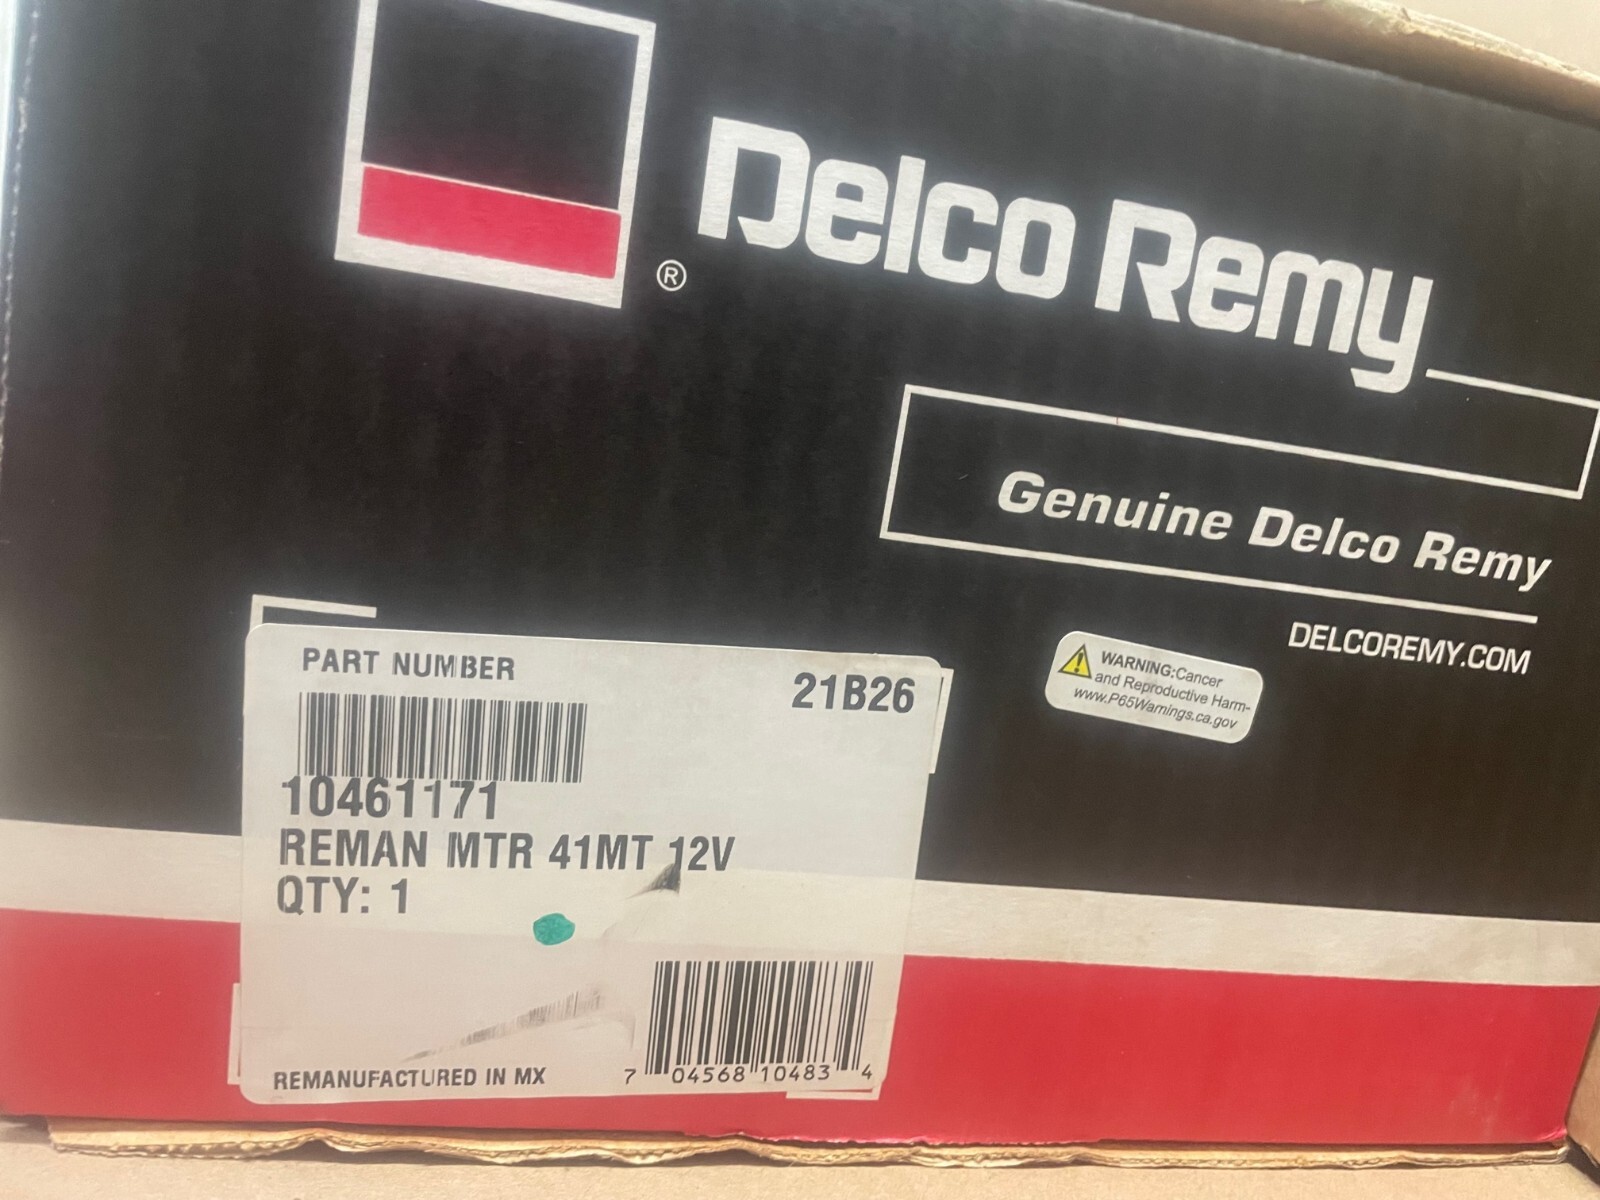 Delco Remy
®
Genuine Delco Remy
DELCOREMY.COM
WARNING:Cancer
and Reproductive Harm-
www.P65Warnings.ca.gov
PART NUMBER
21B26
10461171
REMAN MTR 41MT 12V
QTY: 1
REMANUFACTURED IN MX
7 04568 10483 4